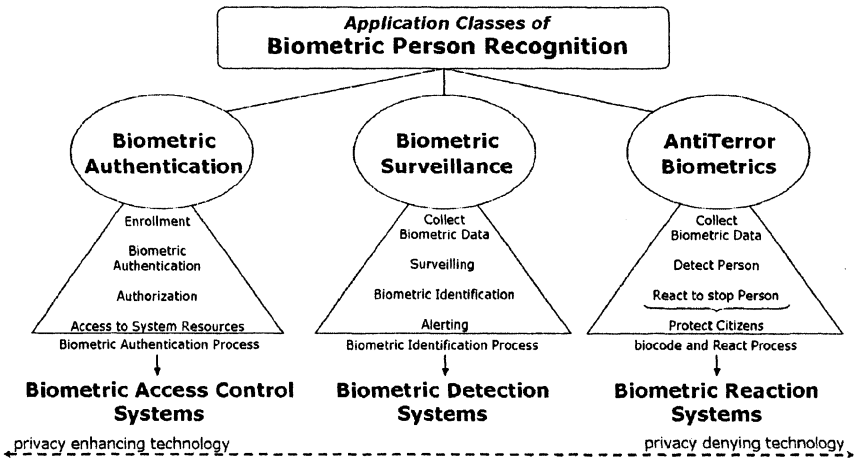 Application Classes of
Biometric Person Recognition
Biometric
Authentication
Enrollment
Biometric
Authentication
Authorization
Access to System Resources
Biometric Authentication Process
Biometric Access Control
Systems
Biometric
Surveillance
Collect
Biometric Data
Surveilling
Biometric Identification
Alerting
Biometric Identification Process
Biometric Detection
Systems
AntiTerror
Biometrics
Collect
Biometric Data
Detect Person
React to stop Person
Protect Citizens
biocode and React Process
Biometric Reaction
Systems
privacy enhancing technology
privacy denying technology